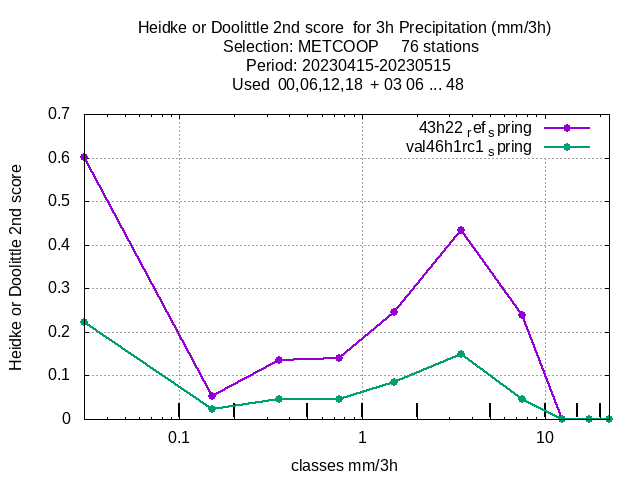 Heidke or Doolittle 2nd score  for 3h Precipitation (mm/3h)
Selection: METCOOP     76 stations
Period: 20230415-20230515
Used  00,06,12,18  + 03 06 ... 48
0.7
0.6
0.5
0.4
0.3
0.2
0.1
0
Heidke or Doolittle 2nd score
43h22 ref spring
val46h1rc1 spring
0.1 1 10
classes mm/3h